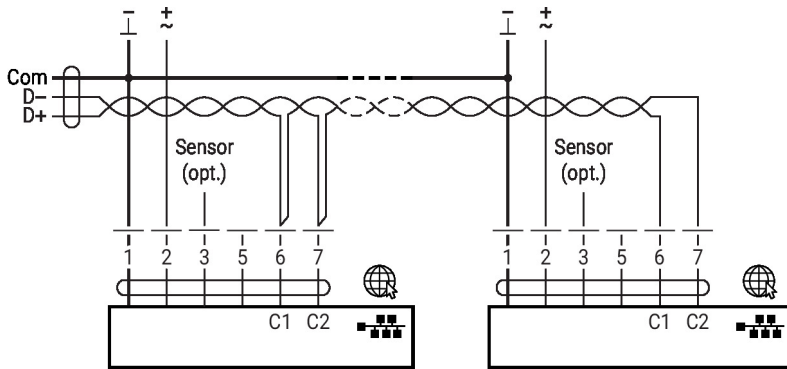 − + − +
⊥ ~ ⊥ ~
Com
D−
D+
Sensor Sensor
(opt.) (opt.)
1 2 3 5 6 7 1 2 3 5 6 7
C1 C2 C1 C2